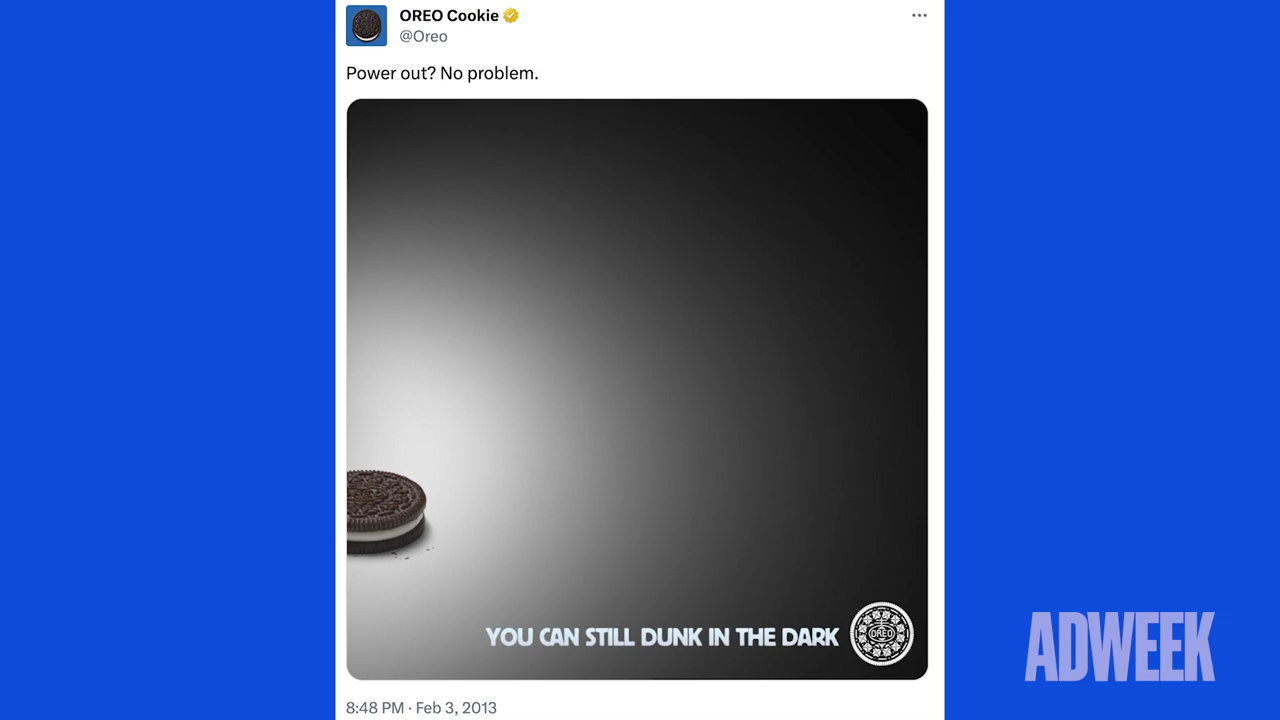 OREO Cookie
@Oreo
Power out? No problem.
YOU CAN STILL DUNK IN THE DARK
OREO
8:48 PM · Feb 3, 2013
ADWEEK